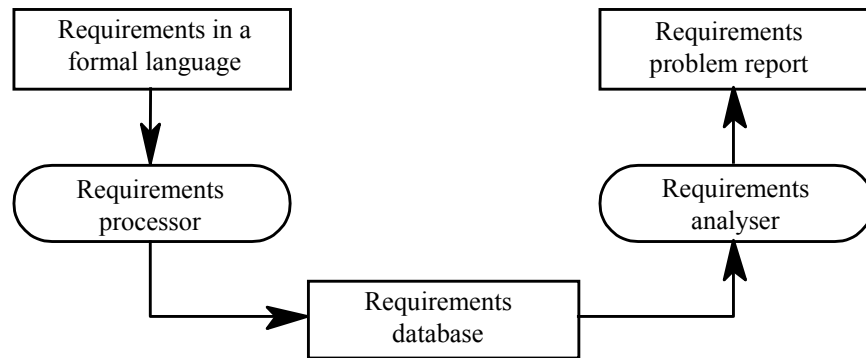 Requirements in a
formal language
Requirements
problem report
Requirements
processor
Requirements
analyser
Requirements
database